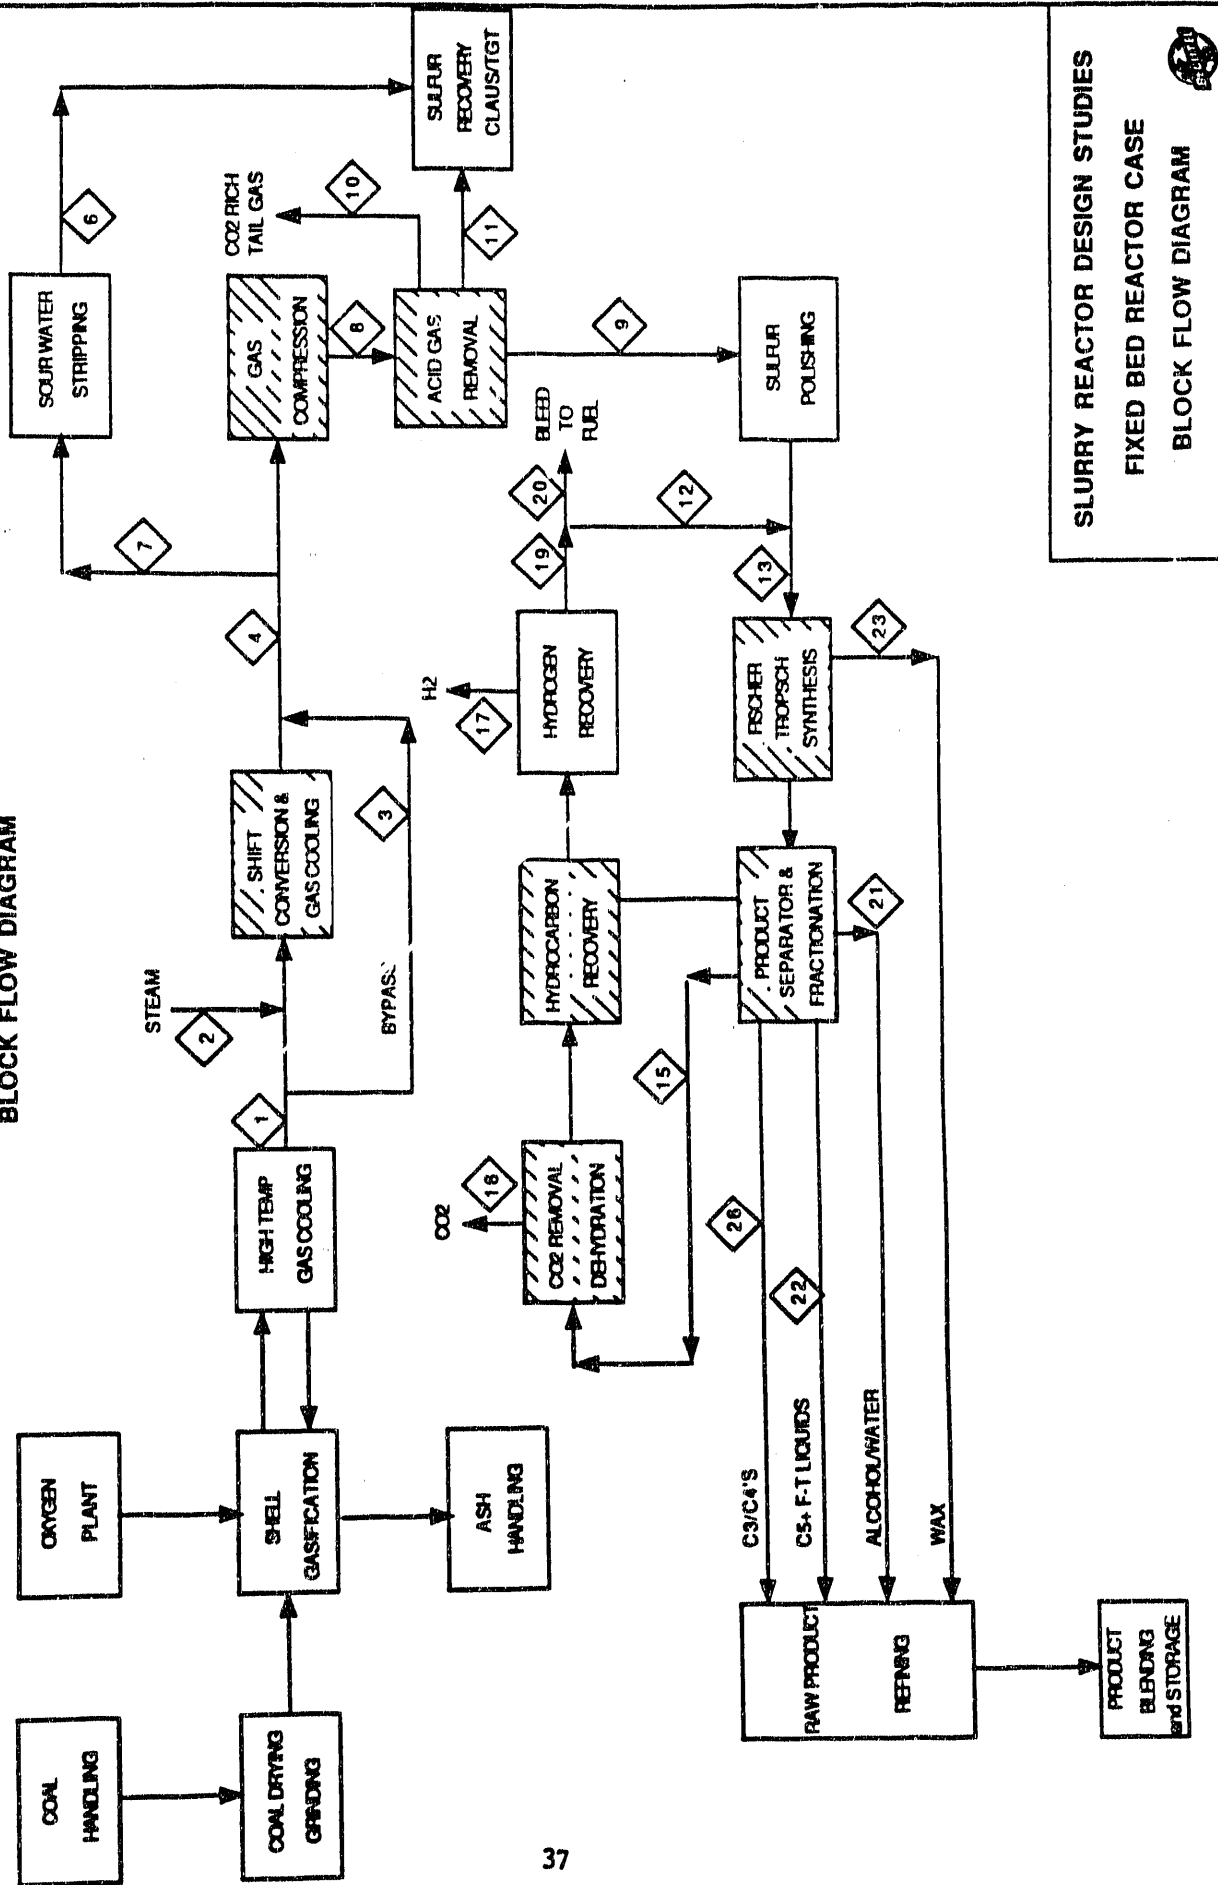 BLOCK FLOW DIAGRAM
COAL
HANDLING
OXYGEN
PLANT
COAL DRYING
GRINDING
SHELL
GASIFICATION
ASH
HANDLING
HIGH TEMP
GAS COOLING
1
STEAM
2
BYPASS
3
SHIFT
CONVERSION &
GAS COOLING
4
7
SOUR WATER
STRIPPING
6
GAS
COMPRESSION
8
CO2 RICH
TAIL GAS
10
ACID GAS
REMOVAL
11
SULFUR
RECOVERY
CLAUS/TGT
9
SULFUR
POLISHING
CO2
18
CO2 REMOVAL
DEHYDRATION
HYDROCARBON
RECOVERY
H2
17
HYDROGEN
RECOVERY
19
20
BLEED
TO
FUEL
12
13
15
FISCHER
TROPSCH
SYNTHESIS
23
PRODUCT
SEPARATOR &
FRACTIONATION
21
26
22
C3/C4'S
C5+ F-T LIQUIDS
ALCOHOL/WATER
WAX
RAW PRODUCT
REFINING
PRODUCT
BLENDING
and STORAGE
SLURRY REACTOR DESIGN STUDIES
FIXED BED REACTOR CASE
BLOCK FLOW DIAGRAM
37